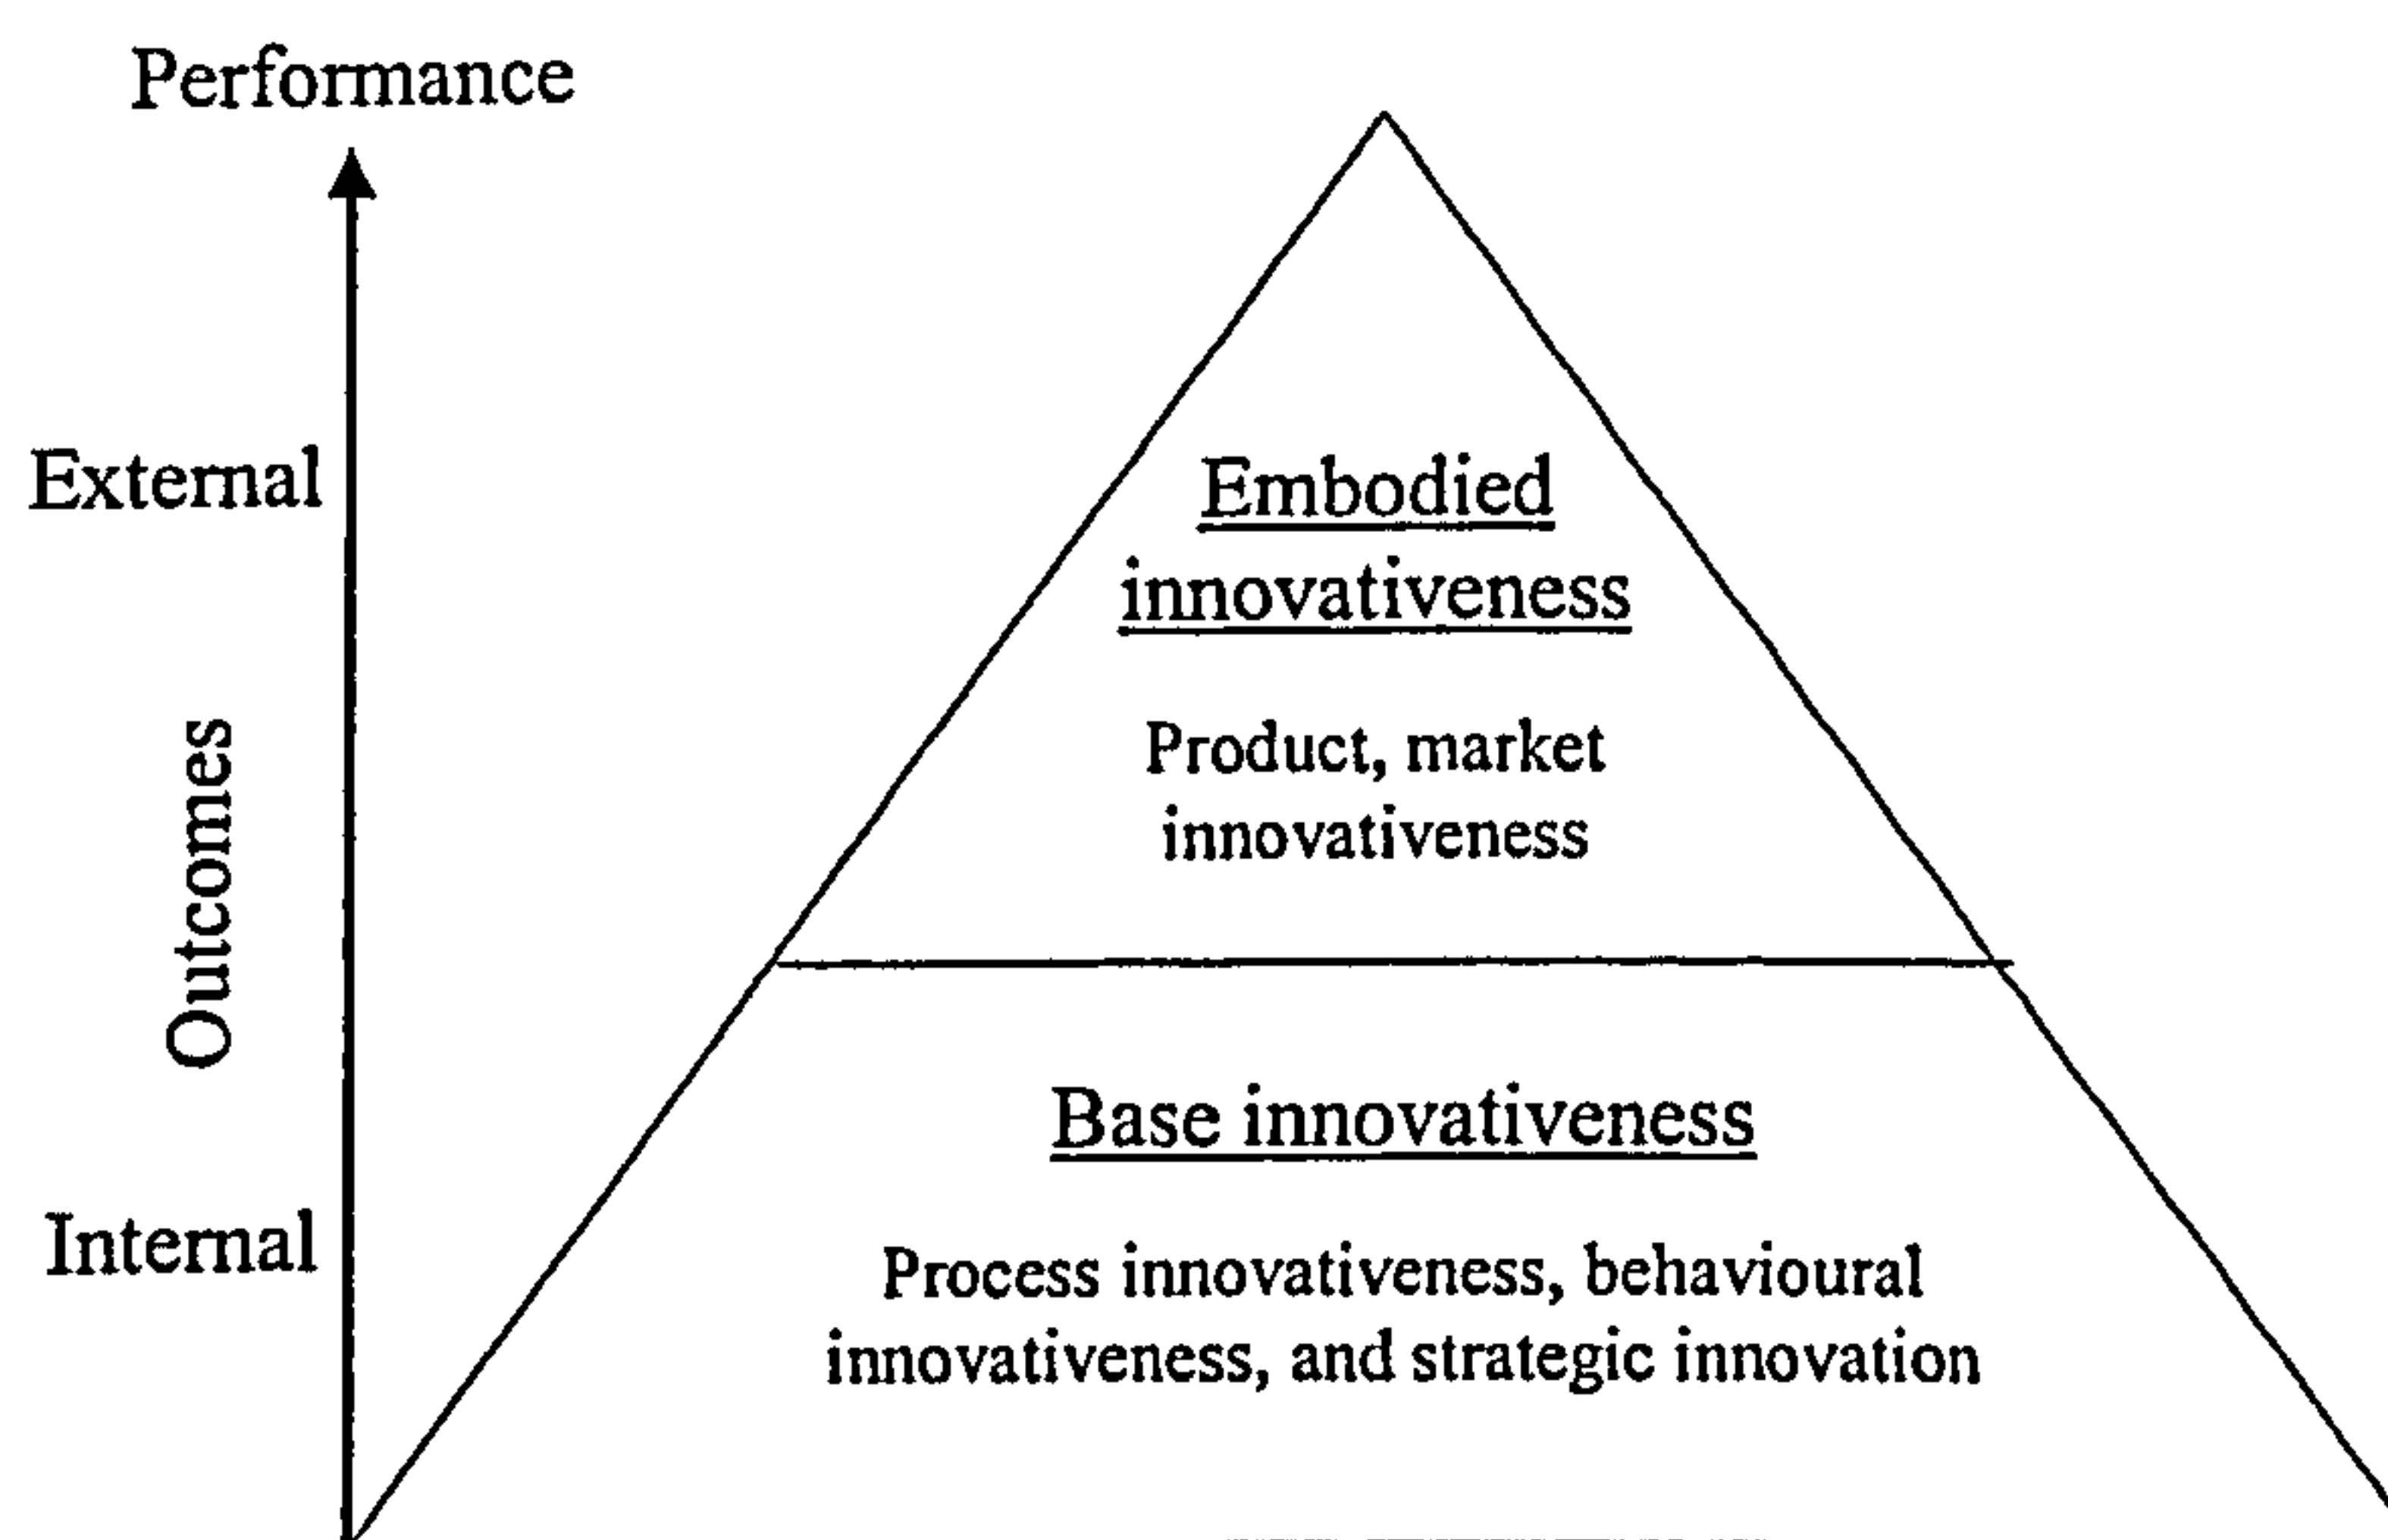 Performance
External
Outcomes
Internal
Embodied
innovativeness
Product, market
innovativeness
Base innovativeness
Process innovativeness, behavioural
innovativeness, and strategic innovation